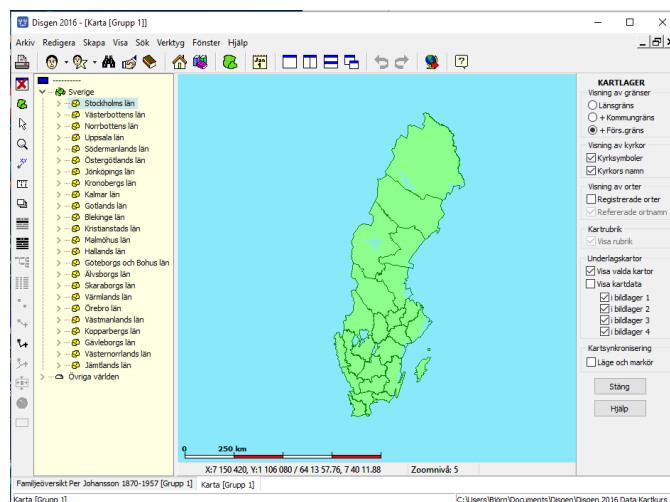 Disgen 2016 - [Karta [Grupp 1]]
Arkiv Redigera Skapa Visa Sök Verktyg Fönster Hjälp
Jan
1
----------
Sverige
Stockholms län
Västerbottens län
Norrbottens län
Uppsala län
Södermanlands län
Östergötlands län
Jönköpings län
Kronobergs län
Kalmar län
Gotlands län
Blekinge län
Kristianstads län
Malmöhus län
Hallands län
Göteborgs och Bohus län
Älvsborgs län
Skaraborgs län
Värmlands län
Örebro län
Västmanlands län
Kopparbergs län
Gävleborgs län
Västernorrlands län
Jämtlands län
Övriga världen
0 250 km
X:7 150 420, Y:1 106 080 / 64 13 57.76, 7 40 11.88 Zoomnivå: 5
KARTLAGER
Visning av gränser
Länsgräns
+ Kommungräns
+ Förs.gräns
Visning av kyrkor
Kyrksymboler
Kyrkors namn
Visning av orter
Registrerade orter
Refererade ortnamn
Kartrubrik
Visa rubrik
Underlagskartor
Visa valda kartor
Visa kartdata
i bildlager 1
i bildlager 2
i bildlager 3
i bildlager 4
Kartsynkronisering
Läge och markör
Stäng
Hjälp
Familjeöversikt Per Johansson 1870-1957 [Grupp 1] Karta [Grupp 1]
Karta [Grupp 1] C:\Users\Björn\Documents\Disgen\Disgen 2016 Data Kartkurs